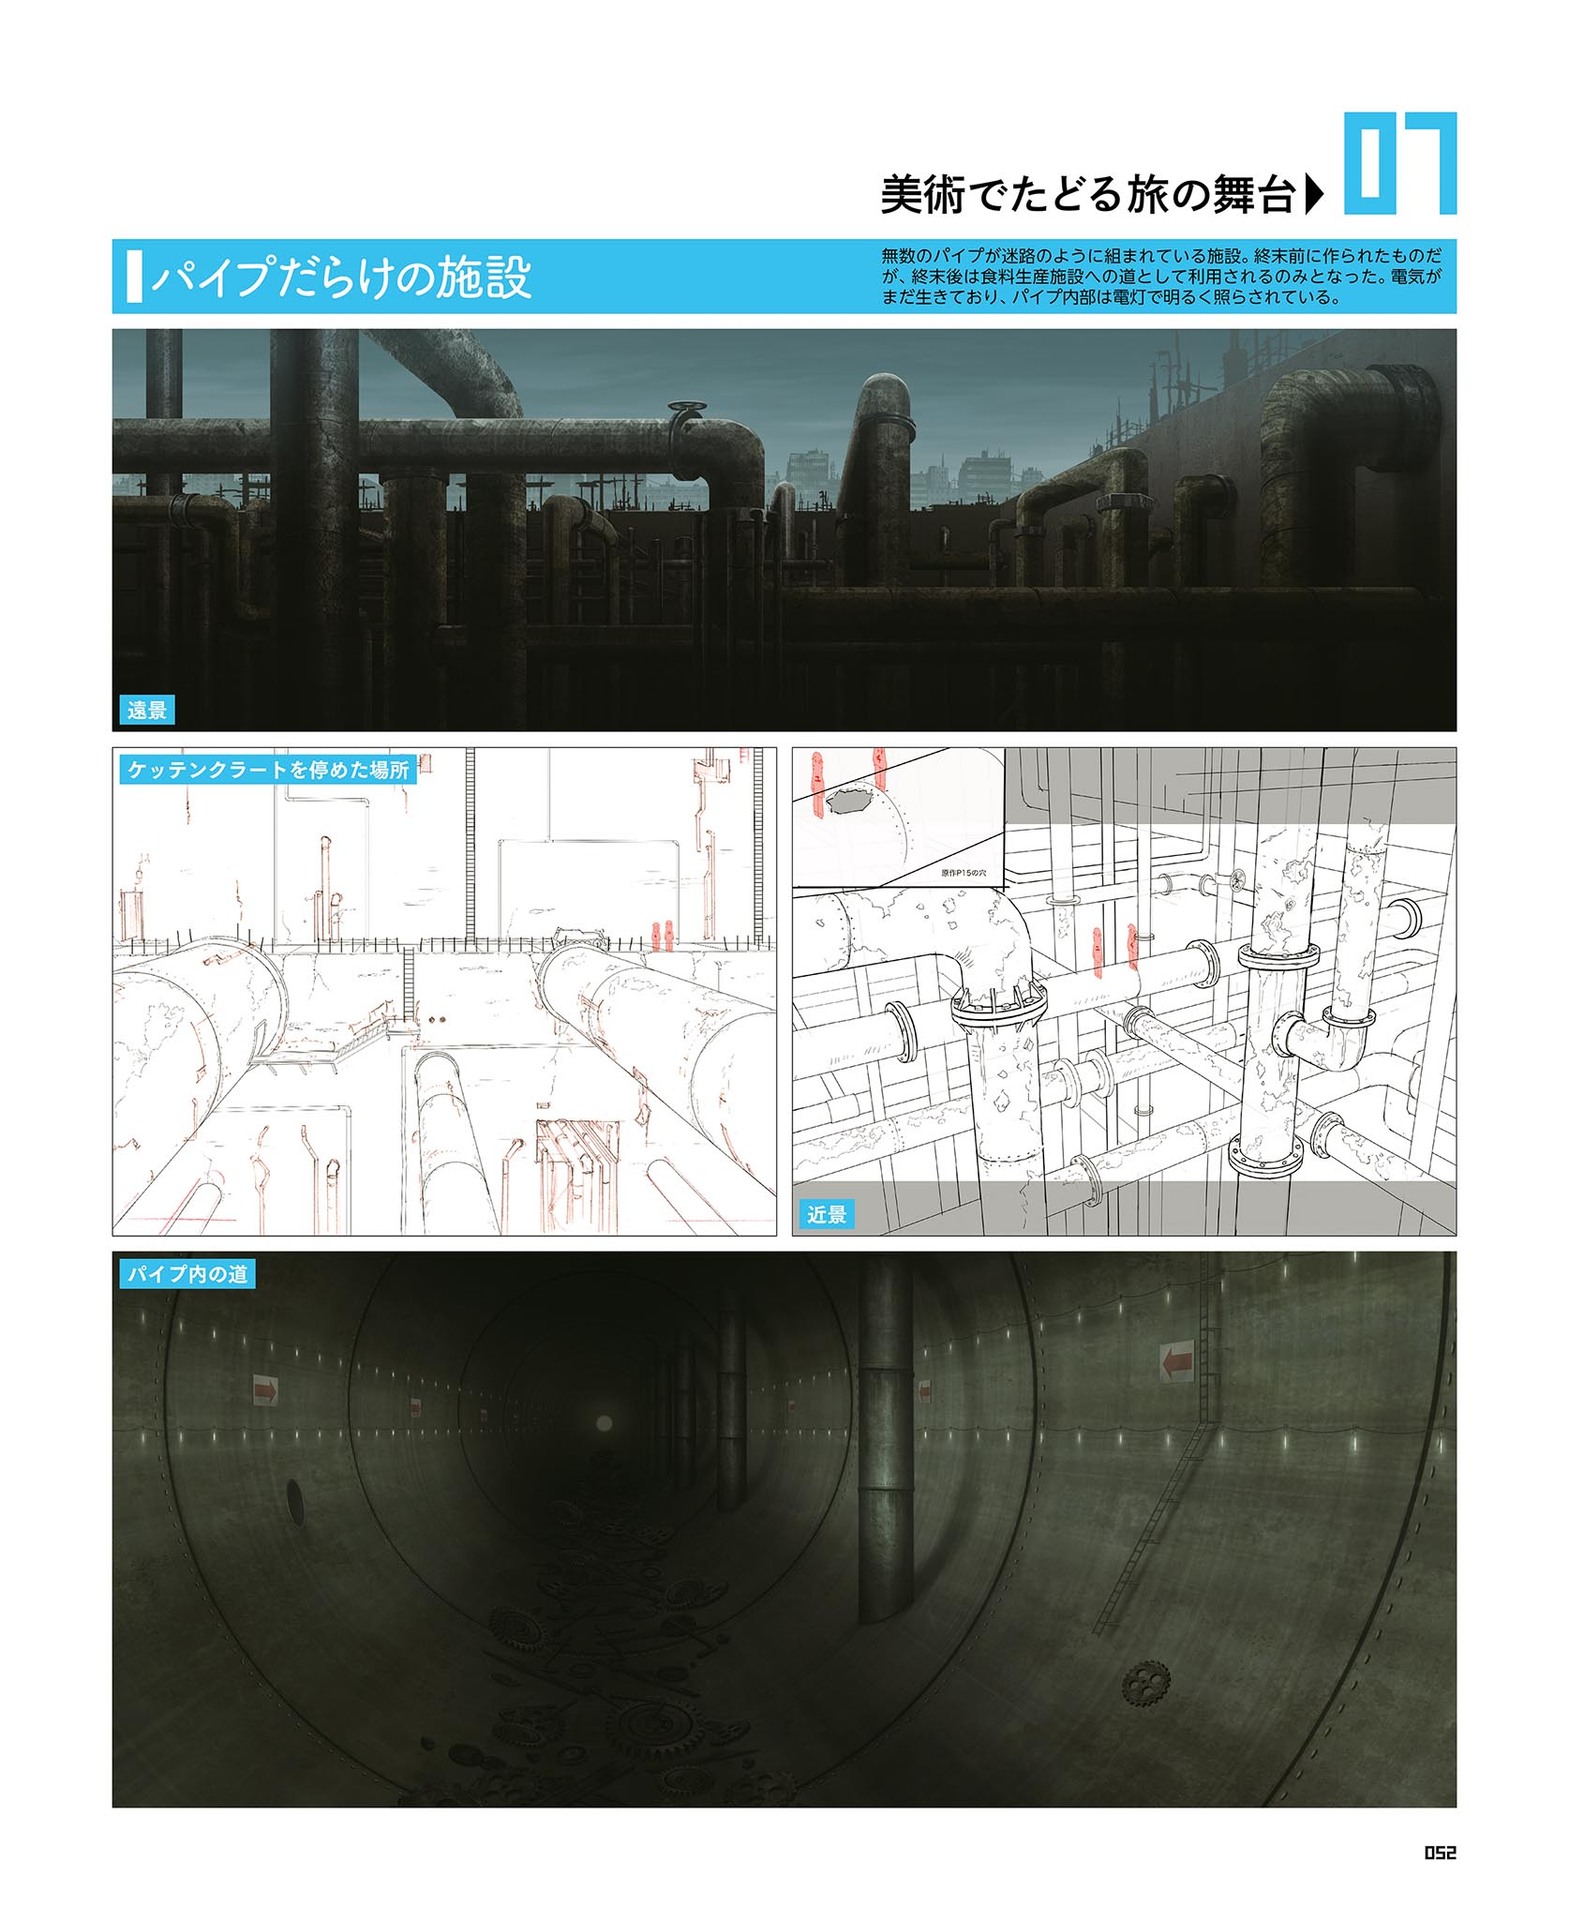 美術でたどる旅の舞台▶07
パイプだらけの施設
無数のパイプが迷路のように組まれている施設。終末前に作られたものだ
が、終末後は食料生産施設への道として利用されるのみとなった。電気が
まだ生きており、パイプ内部は電灯で明るく照らされている。
遠景
ケッテンクラートを停めた場所
原作P15の穴
近景
パイプ内の道
052